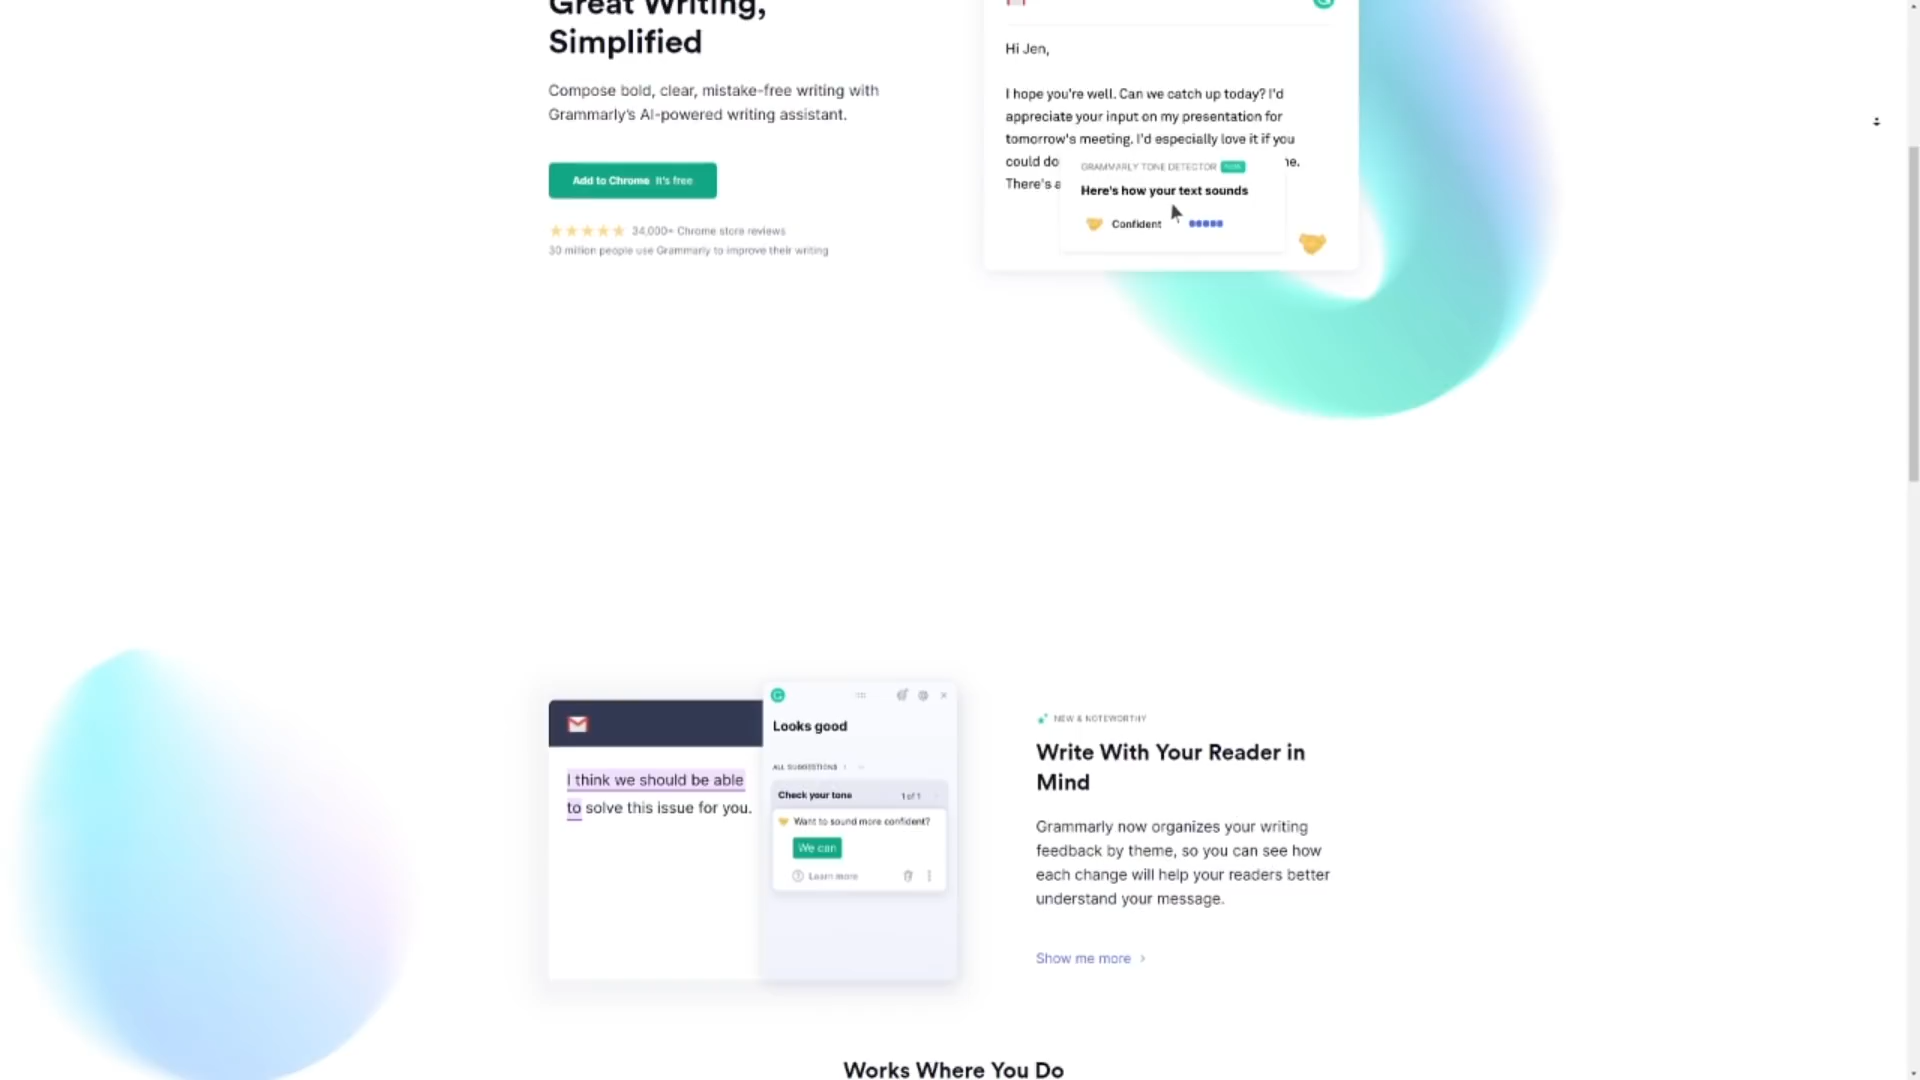 Great Writing,
Simplified
Compose bold, clear, mistake-free writing with
Grammarly's AI-powered writing assistant.
Add to Chrome It's free
34,000+ Chrome store reviews
30 million people use Grammarly to improve their writing
Hi Jen,
I hope you're well. Can we catch up today? I'd
appreciate your input on my presentation for
tomorrow's meeting. I'd especially love it if you
could do
There's a
GRAMMARLY TONE DETECTOR
Here's how your text sounds
Confident
I think we should be able
to solve this issue for you.
Looks good
ALL SUGGESTIONS 1
Check your tone 1 of 1
Want to sound more confident?
We can
Learn more
NEW & NOTEWORTHY
Write With Your Reader in
Mind
Grammarly now organizes your writing
feedback by theme, so you can see how
each change will help your readers better
understand your message.
Show me more
Works Where You Do